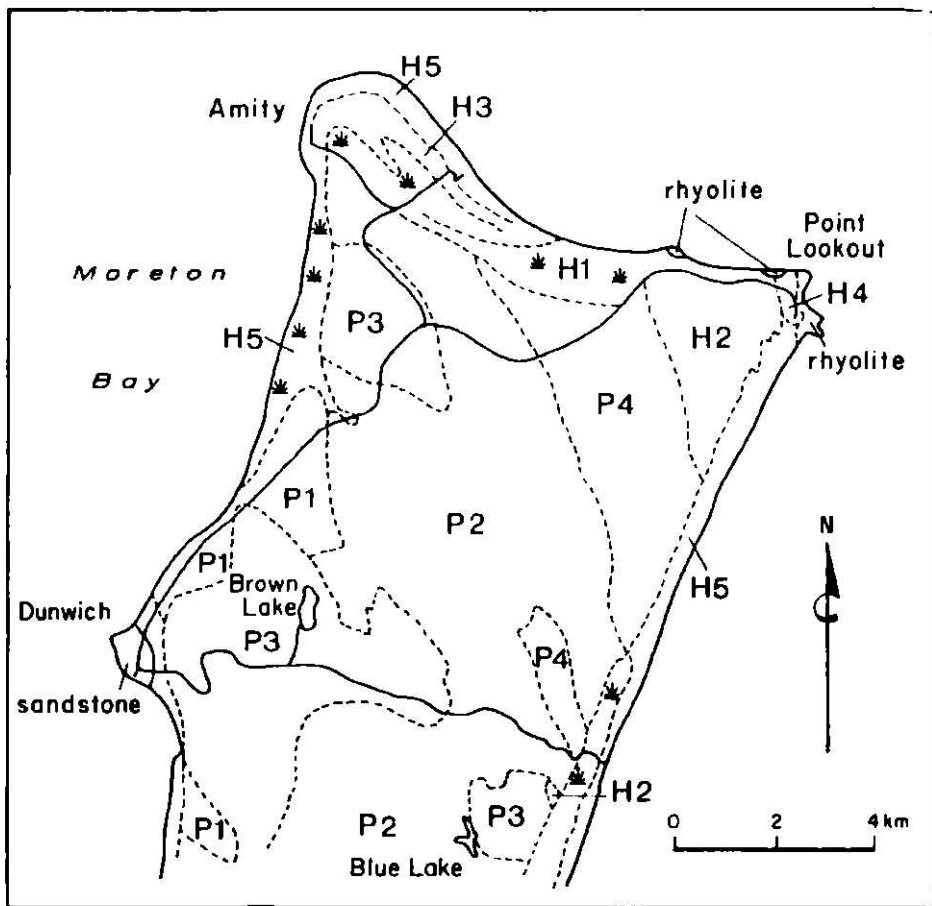 H5
Amity
H3
rhyolite
Point
Lookout
Moreton
H1
H4
P3
H2
H5
rhyolite
Bay
P4
P1
P2
N
P1
H5
Brown
Lake
Dunwich
P3
P4
sandstone
H2
P3
P1
P2
0 2 4 km
Blue Lake